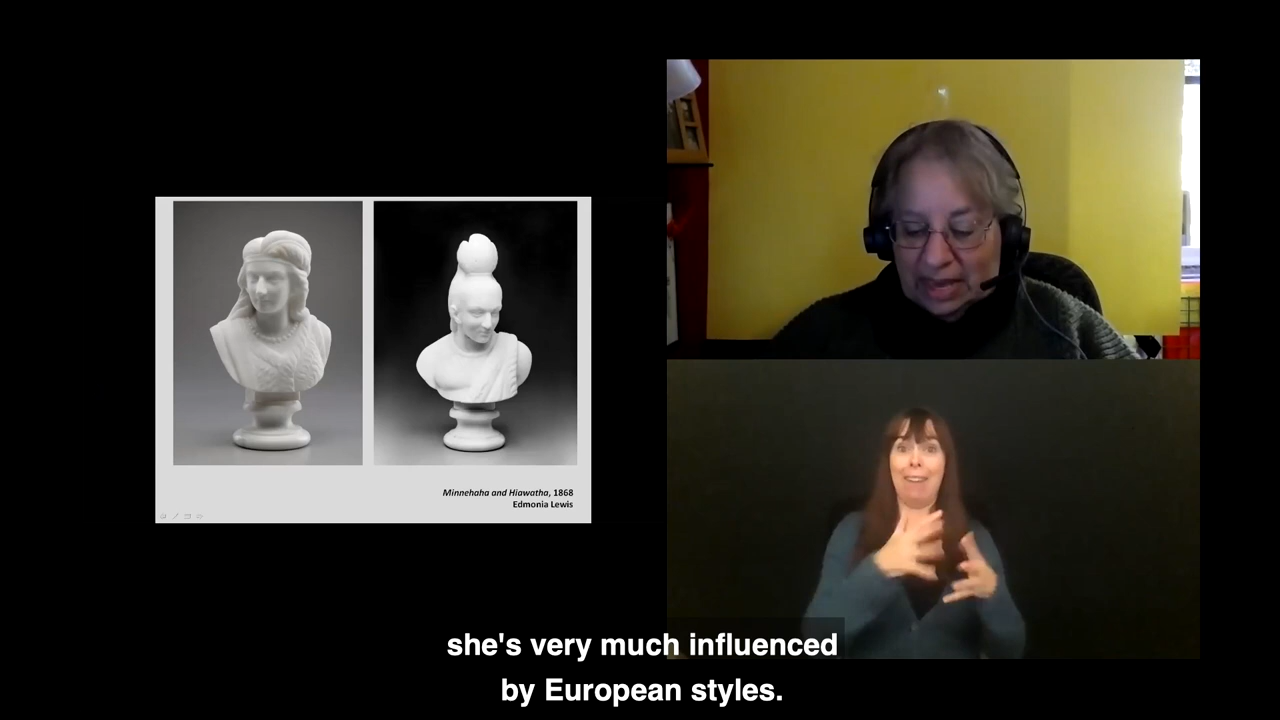 Minnehaha and Hiawatha, 1868
Edmonia Lewis
she's very much influenced
by European styles.